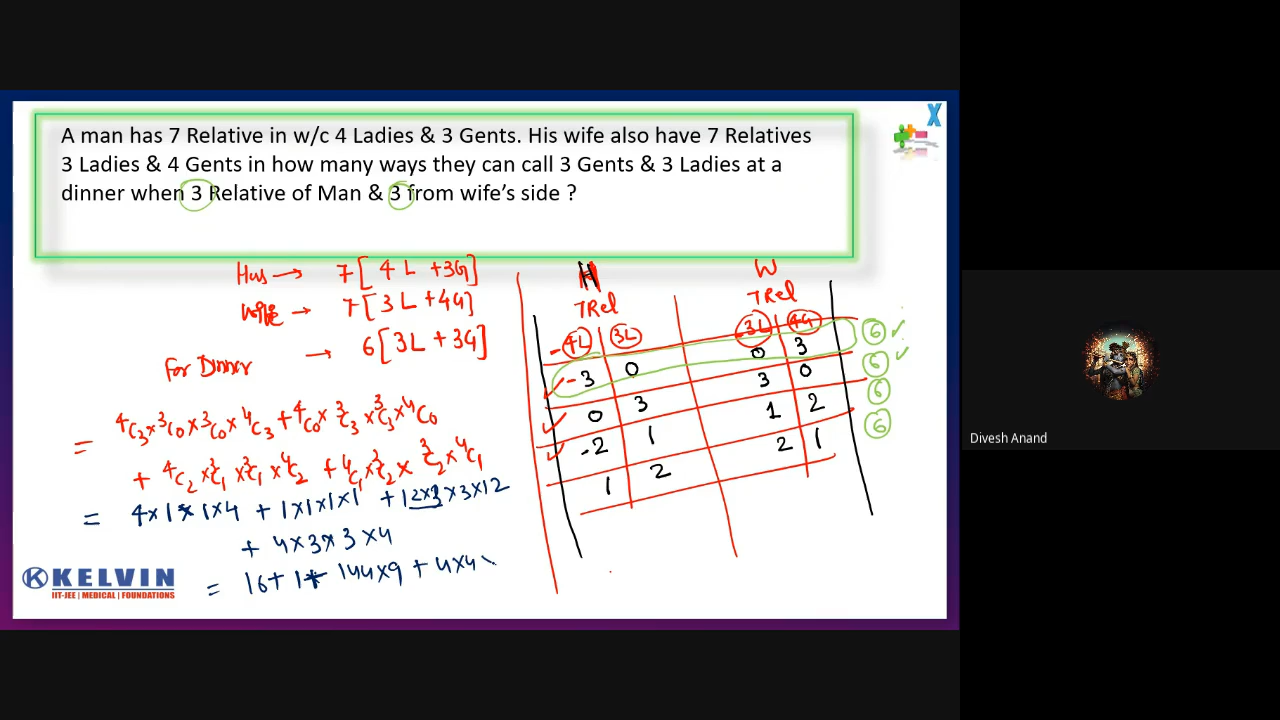 X
A man has 7 Relative in w/c 4 Ladies & 3 Gents. His wife also have 7 Relatives
3 Ladies & 4 Gents in how many ways they can call 3 Gents & 3 Ladies at a
dinner when 3 Relative of Man & 3 from wife's side ?
Hus → 7[4L +3G]
Wife → 7[3L+4G]
For Dinner → 6[3L+3G]
= ⁴C₃×³C₀×³C₀×⁴C₃+⁴C₀×³C₃×³C₃×⁴C₀
+ ⁴C₂×³C₁×³C₁×⁴C₂ +⁴C₁×³C₂×³C₂×⁴C₁
= 4×1×1×4 + 1×1×1×1 +12×3×3×12
+ 4×3×3×4
= 16+1+144×9+4×4
H W
7Rel 7Rel
-4L 3L -3L 4G
-3 0 0 3 6
0 3 3 0 6
-2 1 1 2 6
1 2 2 1 6
KELVIN
IIT-JEE | MEDICAL | FOUNDATIONS
Divesh Anand